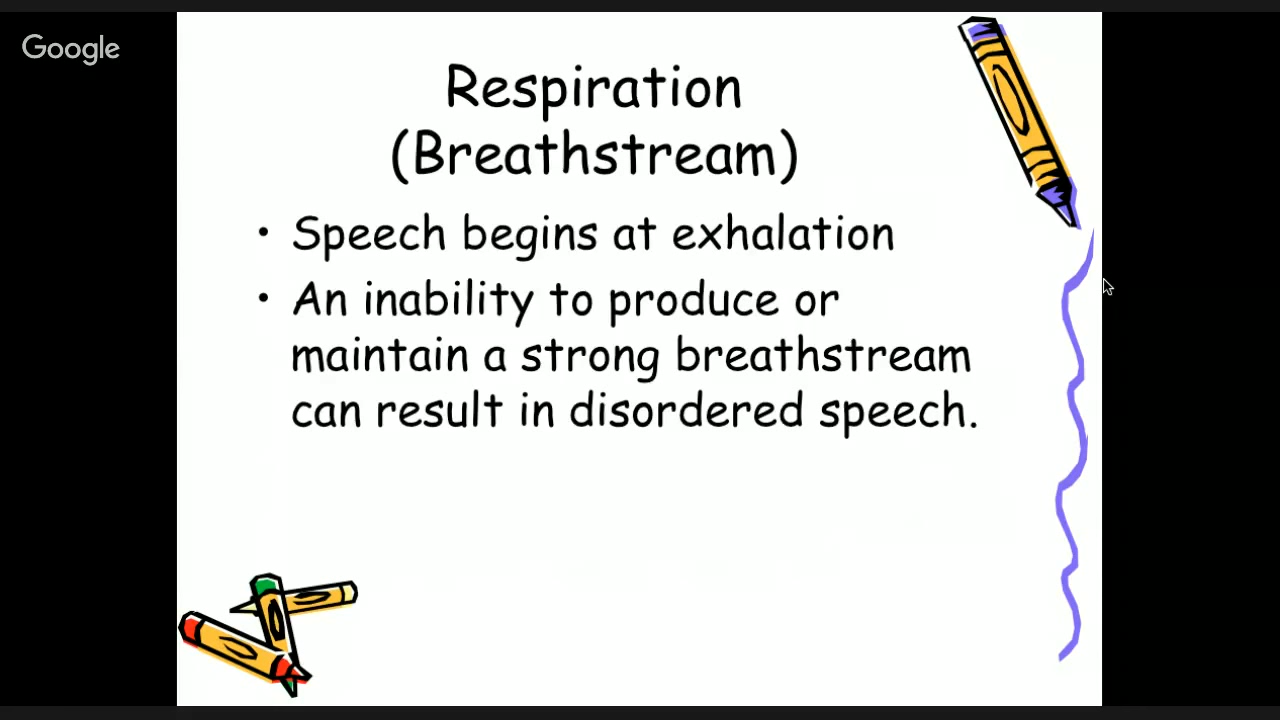 Google
Respiration
(Breathstream)
• Speech begins at exhalation
• An inability to produce or
maintain a strong breathstream
can result in disordered speech.